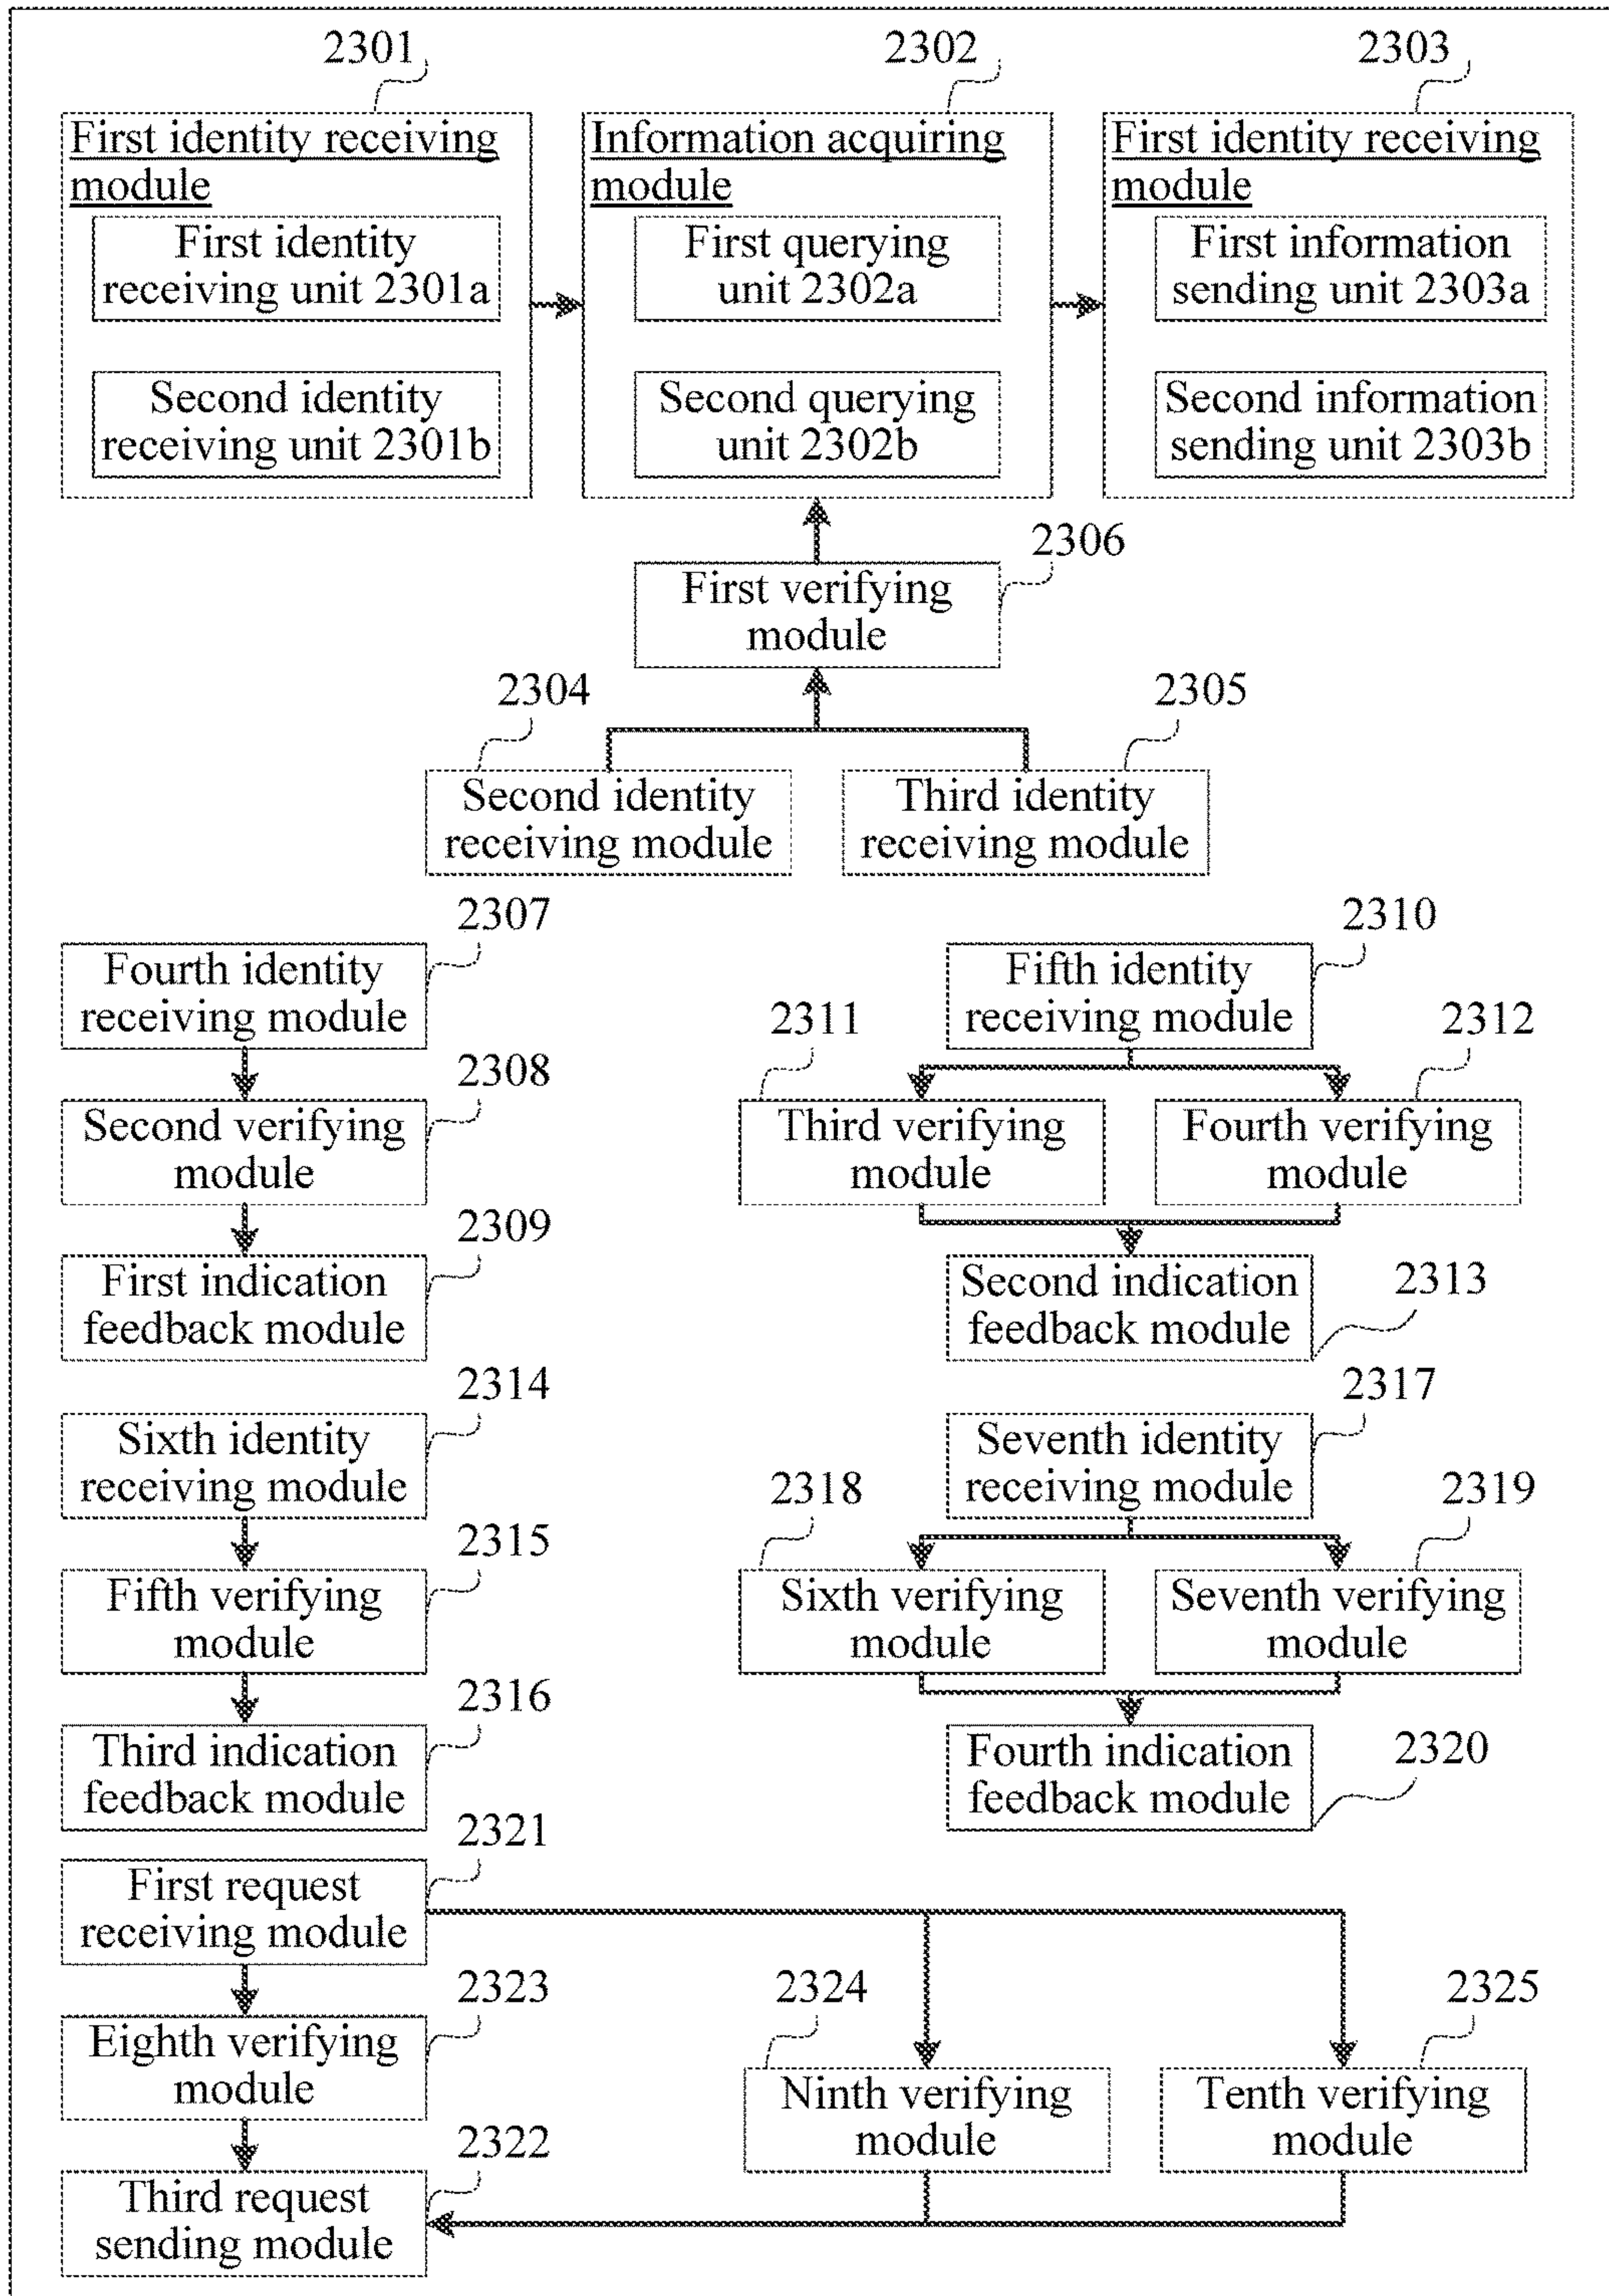 2301
2302
2303
First identity receiving
module
First identity
receiving unit 2301a
Second identity
receiving unit 2301b
Information acquiring
module
First querying
unit 2302a
Second querying
unit 2302b
First identity receiving
module
First information
sending unit 2303a
Second information
sending unit 2303b
2306
First verifying
module
2304
2305
Second identity
receiving module
Third identity
receiving module
2307
Fourth identity
receiving module
2308
Second verifying
module
2309
First indication
feedback module
2310
Fifth identity
receiving module
2311
2312
Third verifying
module
Fourth verifying
module
Second indication
feedback module
2313
2314
Sixth identity
receiving module
2315
Fifth verifying
module
2316
Third indication
feedback module
2317
Seventh identity
receiving module
2318
2319
Sixth verifying
module
Seventh verifying
module
Fourth indication
feedback module
2320
2321
First request
receiving module
2323
Eighth verifying
module
2324
2325
Ninth verifying
module
Tenth verifying
module
2322
Third request
sending module